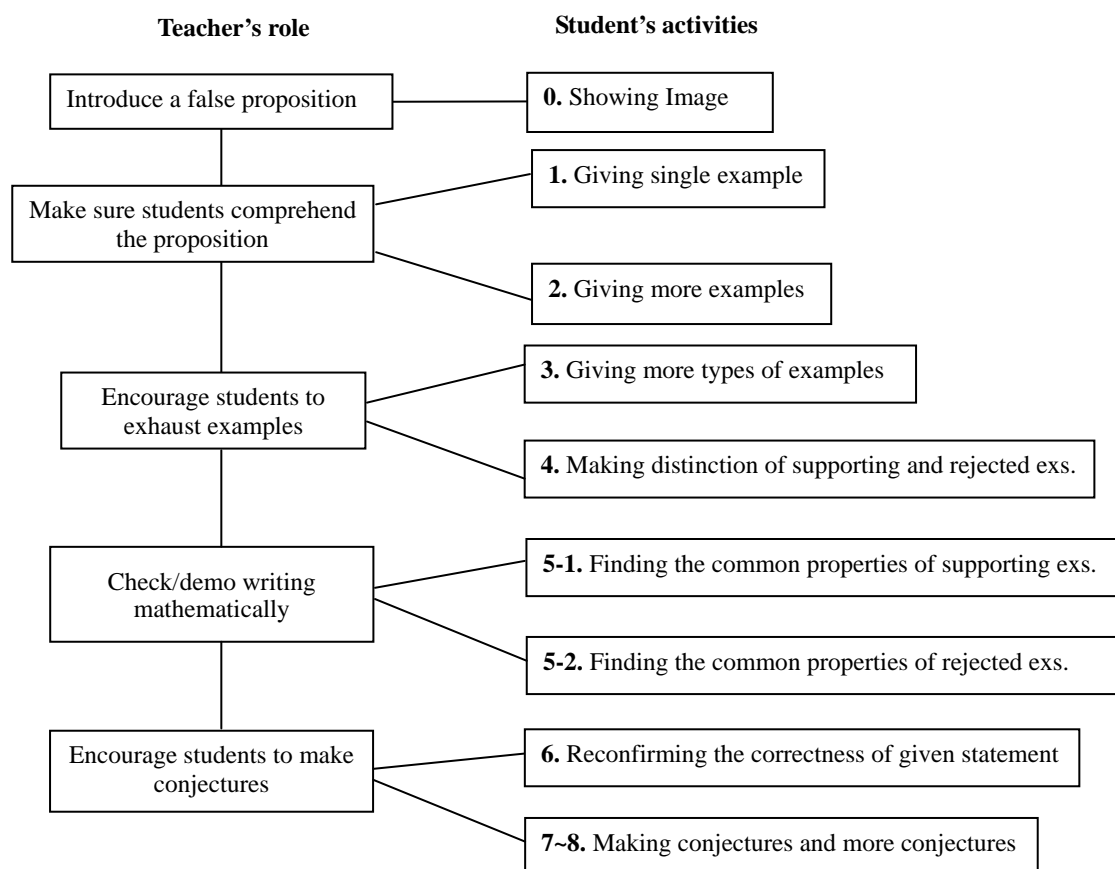 Teacher’s role
Student’s activities
Introduce a false proposition
0. Showing Image
1. Giving single example
Make sure students comprehend
the proposition
2. Giving more examples
3. Giving more types of examples
Encourage students to
exhaust examples
4. Making distinction of supporting and rejected exs.
5-1. Finding the common properties of supporting exs.
Check/demo writing
mathematically
5-2. Finding the common properties of rejected exs.
Encourage students to make
conjectures
6. Reconfirming the correctness of given statement
7~8. Making conjectures and more conjectures